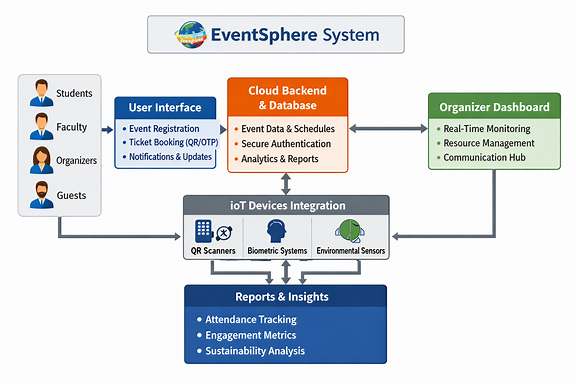 EventSphere System
Students
Faculty
Organizers
Guests
User Interface
• Event Registration
• Ticket Booking (QR/OTP)
• Notifications & Updates
Cloud Backend
& Database
• Event Data & Schedules
• Secure Authentication
• Analytics & Reports
Organizer Dashboard
• Real-Time Monitoring
• Resource Management
• Communication Hub
ioT Devices Integration
QR Scanners
Biometric Systems
Environmental Sensors
Reports & Insights
• Attendance Tracking
• Engagement Metrics
• Sustainability Analysis